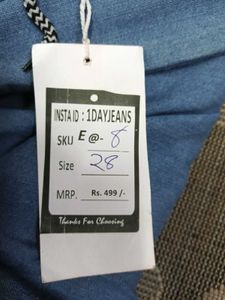 INSTA ID : 1DAYJEANS
SKU E @- 8
Size 28
MRP. Rs. 499 /-
Thanks For Choosing